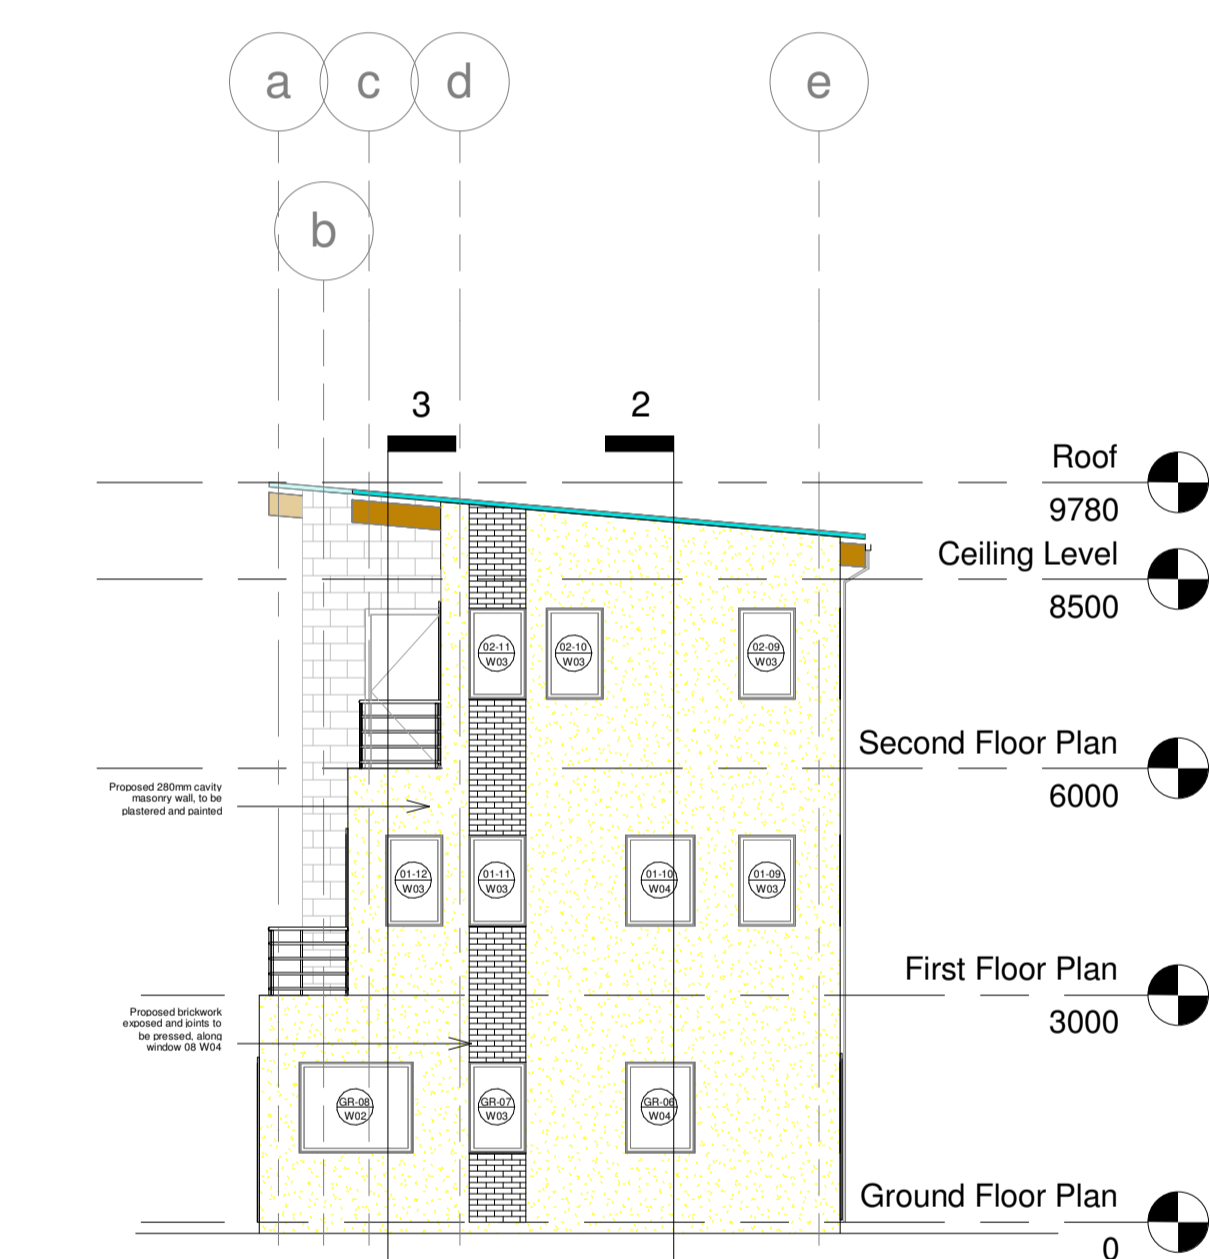 a
c
d
e
b
3
2
Roof
9780
Ceiling Level
8500
02-11
W03
02-10
W03
02-09
W03
Second Floor Plan
6000
Proposed 280mm cavity
masonry wall, to be
plastered and painted
01-12
W03
01-11
W03
01-10
W04
01-09
W03
First Floor Plan
3000
Proposed brickwork
exposed and joints to
be pressed, along
window 08 W04
GR-08
W02
GR-07
W03
GR-06
W04
Ground Floor Plan
0